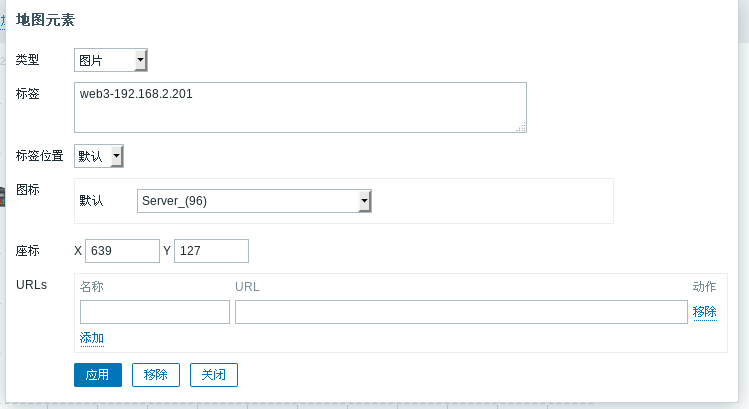 地图元素
类型 图片
标签 web3-192.168.2.201
标签位置 默认
图标 默认 Server_(96)
座标 X 639 Y 127
URLs 名称 URL 动作
移除
添加
应用 移除 关闭